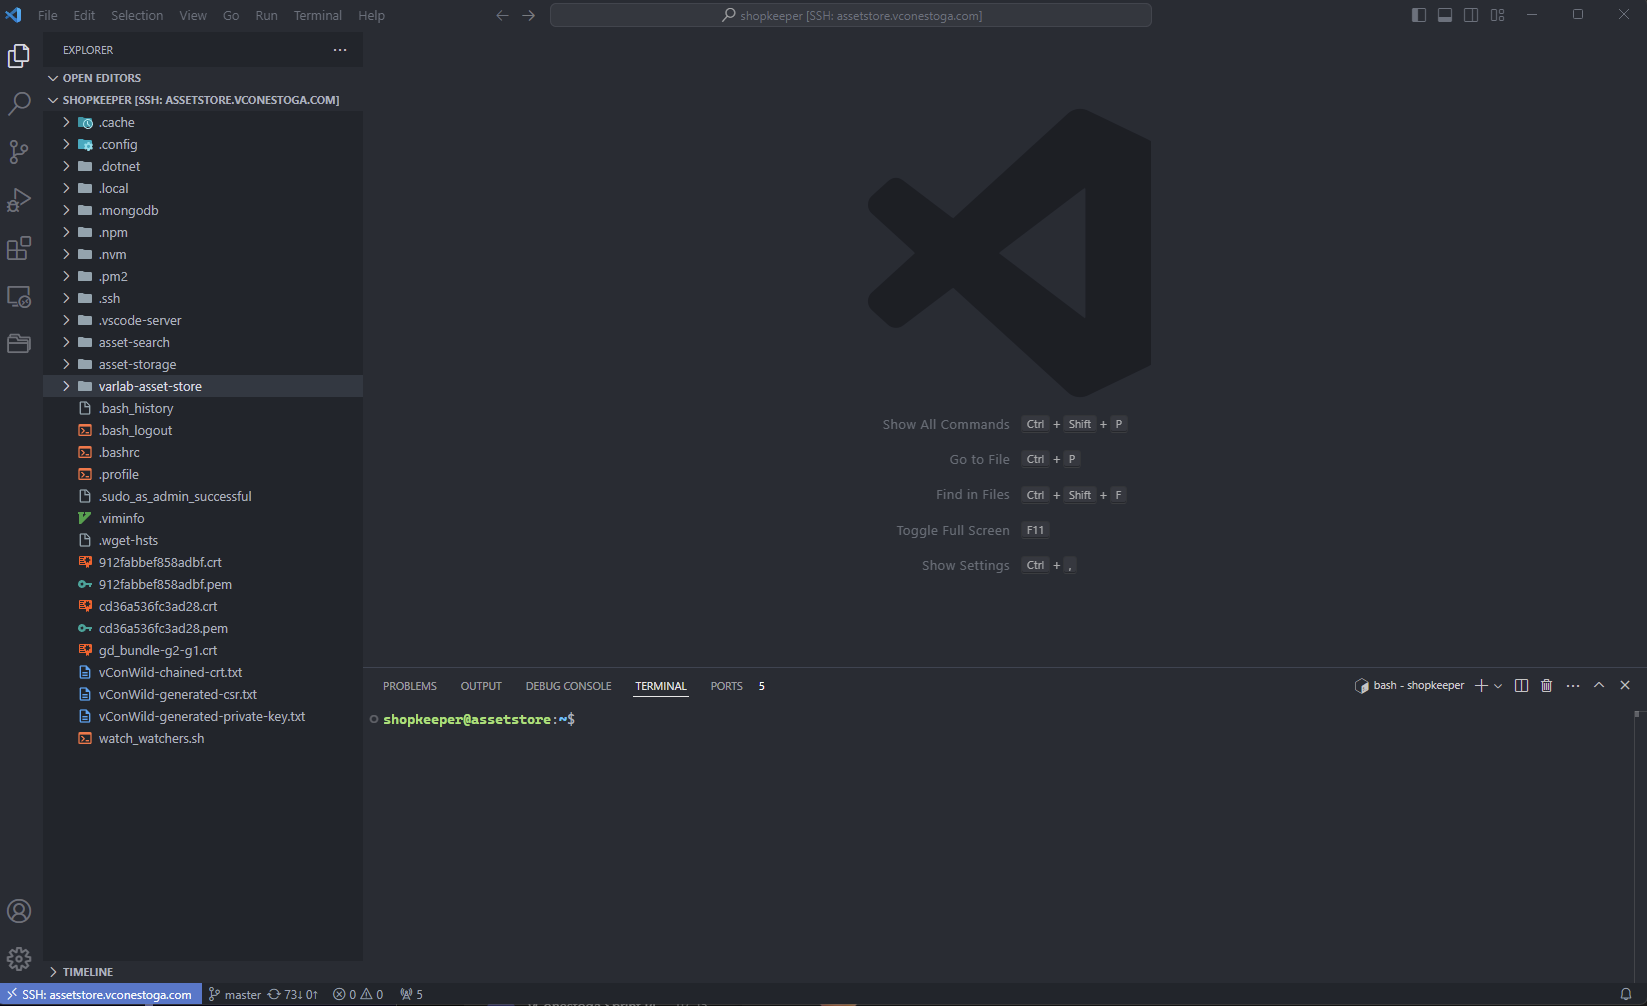 File Edit Selection View Go Run Terminal Help
shopkeeper [SSH: assetstore.vconestoga.com]
EXPLORER
OPEN EDITORS
SHOPKEEPER [SSH: ASSETSTORE.VCONESTOGA.COM]
.cache
.config
.dotnet
.local
.mongodb
.npm
.nvm
.pm2
.ssh
.vscode-server
asset-search
asset-storage
varlab-asset-store
.bash_history
.bash_logout
.bashrc
.profile
.sudo_as_admin_successful
.viminfo
.wget-hsts
912fabbef858adbf.crt
912fabbef858adbf.pem
cd36a536fc3ad28.crt
cd36a536fc3ad28.pem
gd_bundle-g2-g1.crt
vConWild-chained-crt.txt
vConWild-generated-csr.txt
vConWild-generated-private-key.txt
watch_watchers.sh
TIMELINE
Show All Commands Ctrl + Shift + P
Go to File Ctrl + P
Find in Files Ctrl + Shift + F
Toggle Full Screen F11
Show Settings Ctrl + ,
PROBLEMS OUTPUT DEBUG CONSOLE TERMINAL PORTS 5
bash - shopkeeper
shopkeeper@assetstore:~$
SSH: assetstore.vconestoga.com master 73↓ 0↑ 0 0 5